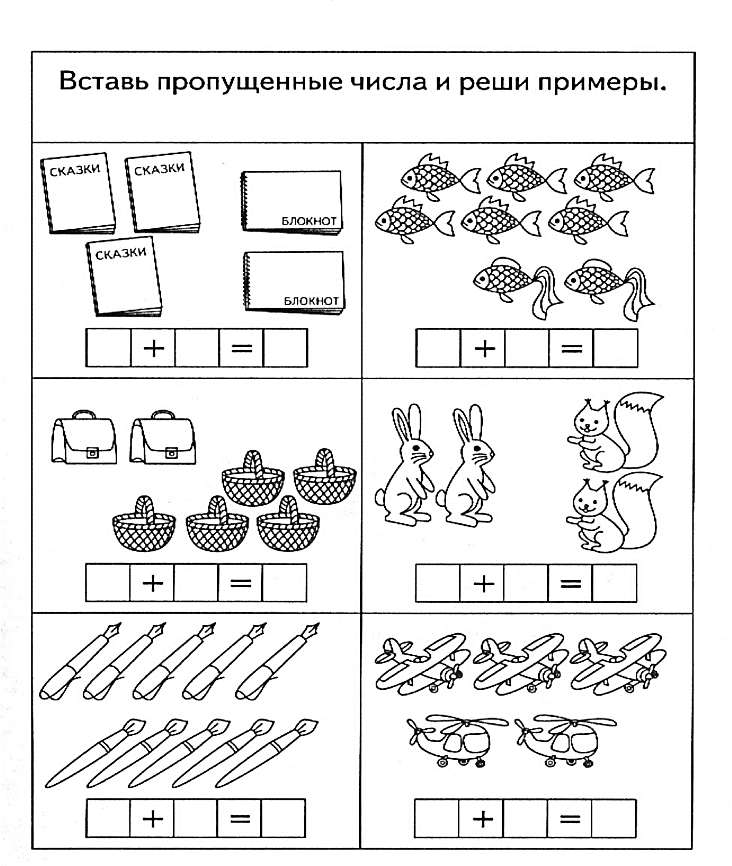 Вставь пропущенные числа и реши примеры.
СКАЗКИ
СКАЗКИ
БЛОКНОТ
СКАЗКИ
БЛОКНОТ
+ =
+ =
+ =
+ =
+ =
+ =